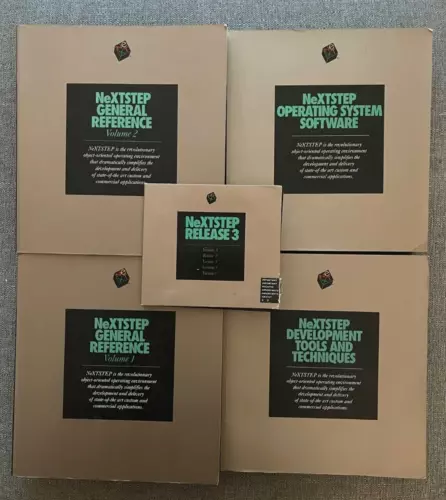 NeXTSTEP
GENERAL
REFERENCE
Volume 2
NeXTSTEP is the revolutionary
object-oriented operating environment
that dramatically simplifies the
development and delivery
of state-of-the art custom and
commercial applications.
NeXTSTEP
OPERATING SYSTEM
SOFTWARE
NeXTSTEP is the revolutionary
object-oriented operating environment
that dramatically simplifies the
development and delivery
of state-of-the art custom and
commercial applications.
NeXTSTEP
RELEASE 3
NeXTSTEP
GENERAL
REFERENCE
Volume 1
NeXTSTEP is the revolutionary
object-oriented operating environment
that dramatically simplifies the
development and delivery
of state-of-the art custom and
commercial applications.
NeXTSTEP
DEVELOPMENT
TOOLS AND
TECHNIQUES
NeXTSTEP is the revolutionary
object-oriented operating environment
that dramatically simplifies the
development and delivery
of state-of-the art custom and
commercial applications.